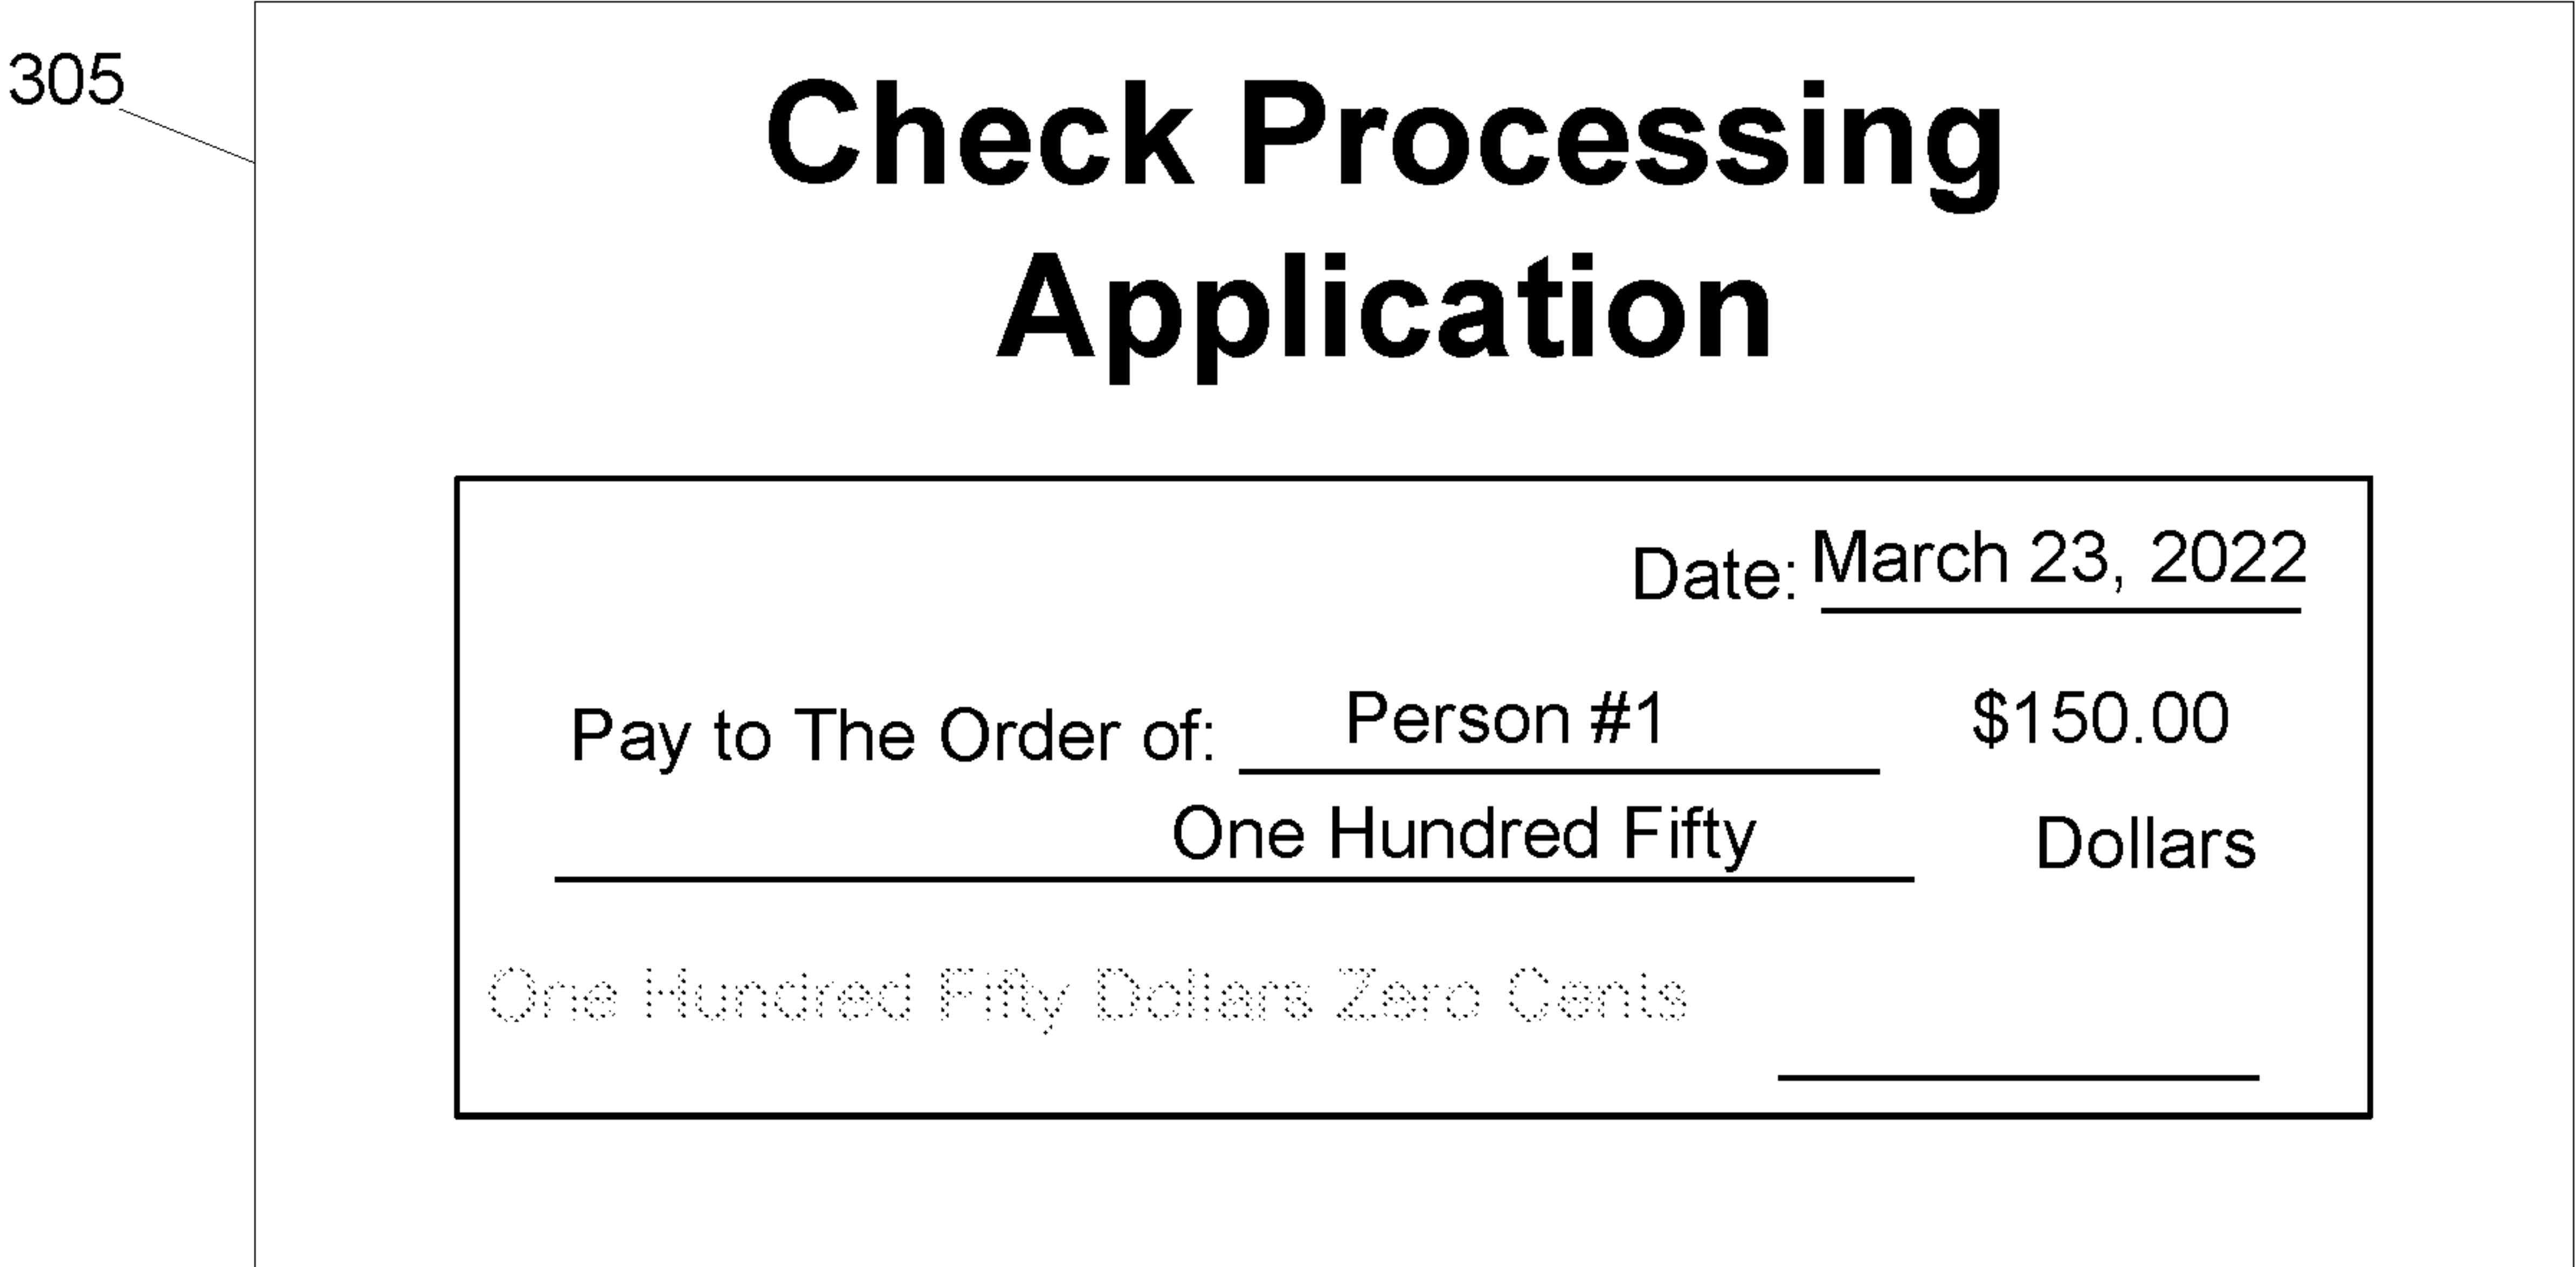 305
Check Processing
Application
Date: March 23, 2022
Pay to The Order of: Person #1 $150.00
One Hundred Fifty Dollars
One Hundred Fifty Dollars Zero Cents